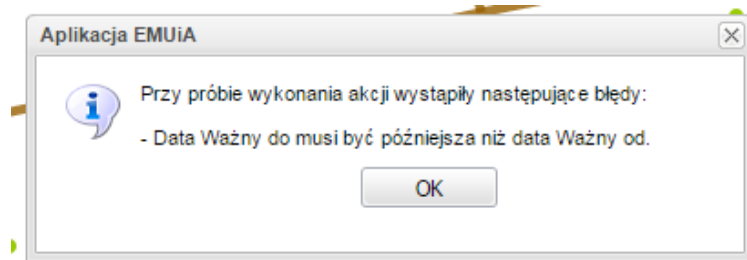 Aplikacja EMUiA
Przy próbie wykonania akcji wystąpiły następujące błędy:
- Data Ważny do musi być późniejsza niż data Ważny od.
OK